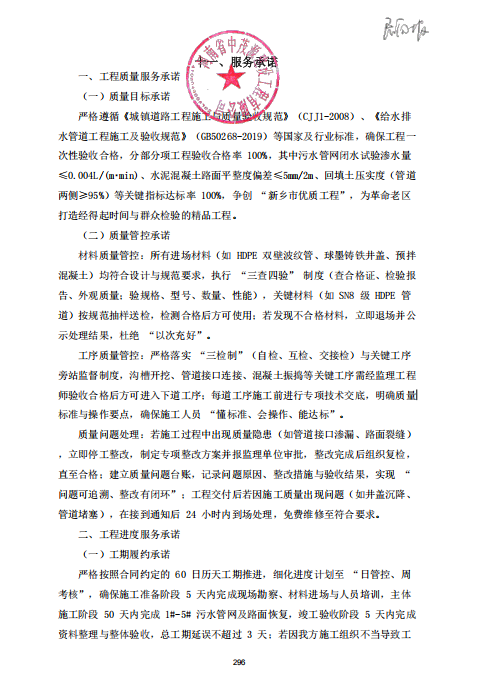 十一、服务承诺
一、工程质量服务承诺
（一）质量目标承诺
严格遵循《城镇道路工程施工与质量验收规范》（CJJ1-2008）、《给水排
水管道工程施工及验收规范》（GB50268-2019）等国家及行业标准，确保工程一
次性验收合格，分部分项工程验收合格率 100%，其中污水管网闭水试验渗水量
≤0.004L/(m·min)、水泥混凝土路面平整度偏差≤5mm/2m、回填土压实度（管道
两侧≥95%）等关键指标达标率 100%，争创 “新乡市优质工程”，为革命老区
打造经得起时间与群众检验的精品工程。
（二）质量管控承诺
材料质量管控：所有进场材料（如 HDPE 双壁波纹管、球墨铸铁井盖、预拌
混凝土）均符合设计与规范要求，执行 “三查四验” 制度（查合格证、检验报
告、外观质量；验规格、型号、数量、性能），关键材料（如 SN8 级 HDPE 管
道）按规范抽样送检，检测合格后方可使用；若发现不合格材料，立即退场并公
示处理结果，杜绝 “以次充好”。
工序质量管控：严格落实 “三检制”（自检、互检、交接检）与关键工序
旁站监督制度，沟槽开挖、管道接口连接、混凝土振捣等关键工序需经监理工程
师验收合格后方可进入下道工序；每道工序施工前进行专项技术交底，明确质量
标准与操作要点，确保施工人员 “懂标准、会操作、能达标”。
质量问题处理：若施工过程中出现质量隐患（如管道接口渗漏、路面裂缝）
，立即停工整改，制定专项整改方案并报监理单位审批，整改完成后组织复检，
直至合格；建立质量问题台账，记录问题原因、整改措施与验收结果，实现 “
问题可追溯、整改有闭环”；工程交付后若因施工质量出现问题（如井盖沉降、
管道堵塞），在接到通知后 24 小时内到场处理，免费维修至符合要求。
二、工程进度服务承诺
（一）工期履约承诺
严格按照合同约定的 60 日历天工期推进，细化进度计划至 “日管控、周
考核”，确保施工准备阶段 5 天内完成现场勘察、材料进场与人员培训，主体
施工阶段 50 天内完成 1#-5# 污水管网及路面恢复，竣工验收阶段 5 天内完成
资料整理与整体验收，总工期延误不超过 3 天；若因我方施工组织不当导致工
296